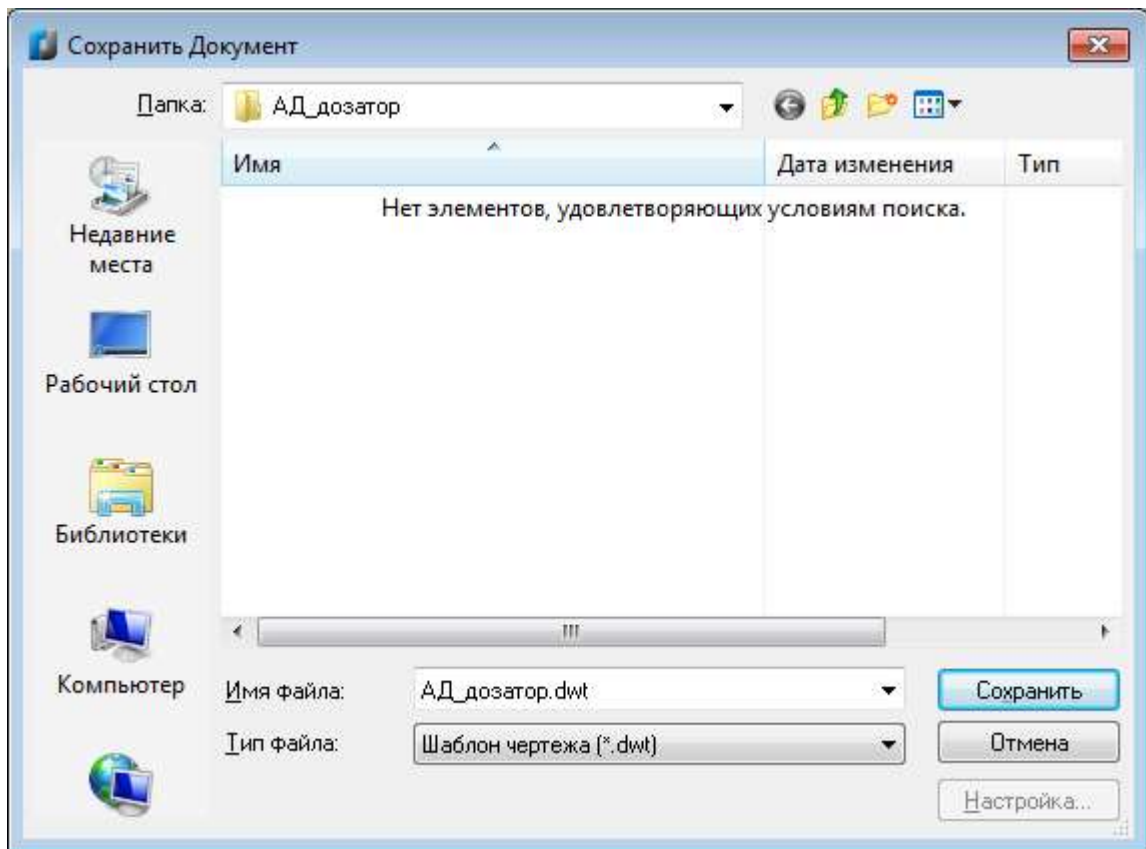 Сохранить Документ
Папка:
АД_дозатор
Имя
Дата изменения
Тип
Нет элементов, удовлетворяющих условиям поиска.
Недавние
места
Рабочий стол
Библиотеки
Компьютер
Имя файла:
АД_дозатор.dwt
Сохранить
Тип файла:
Шаблон чертежа (*.dwt)
Отмена
Настройка...